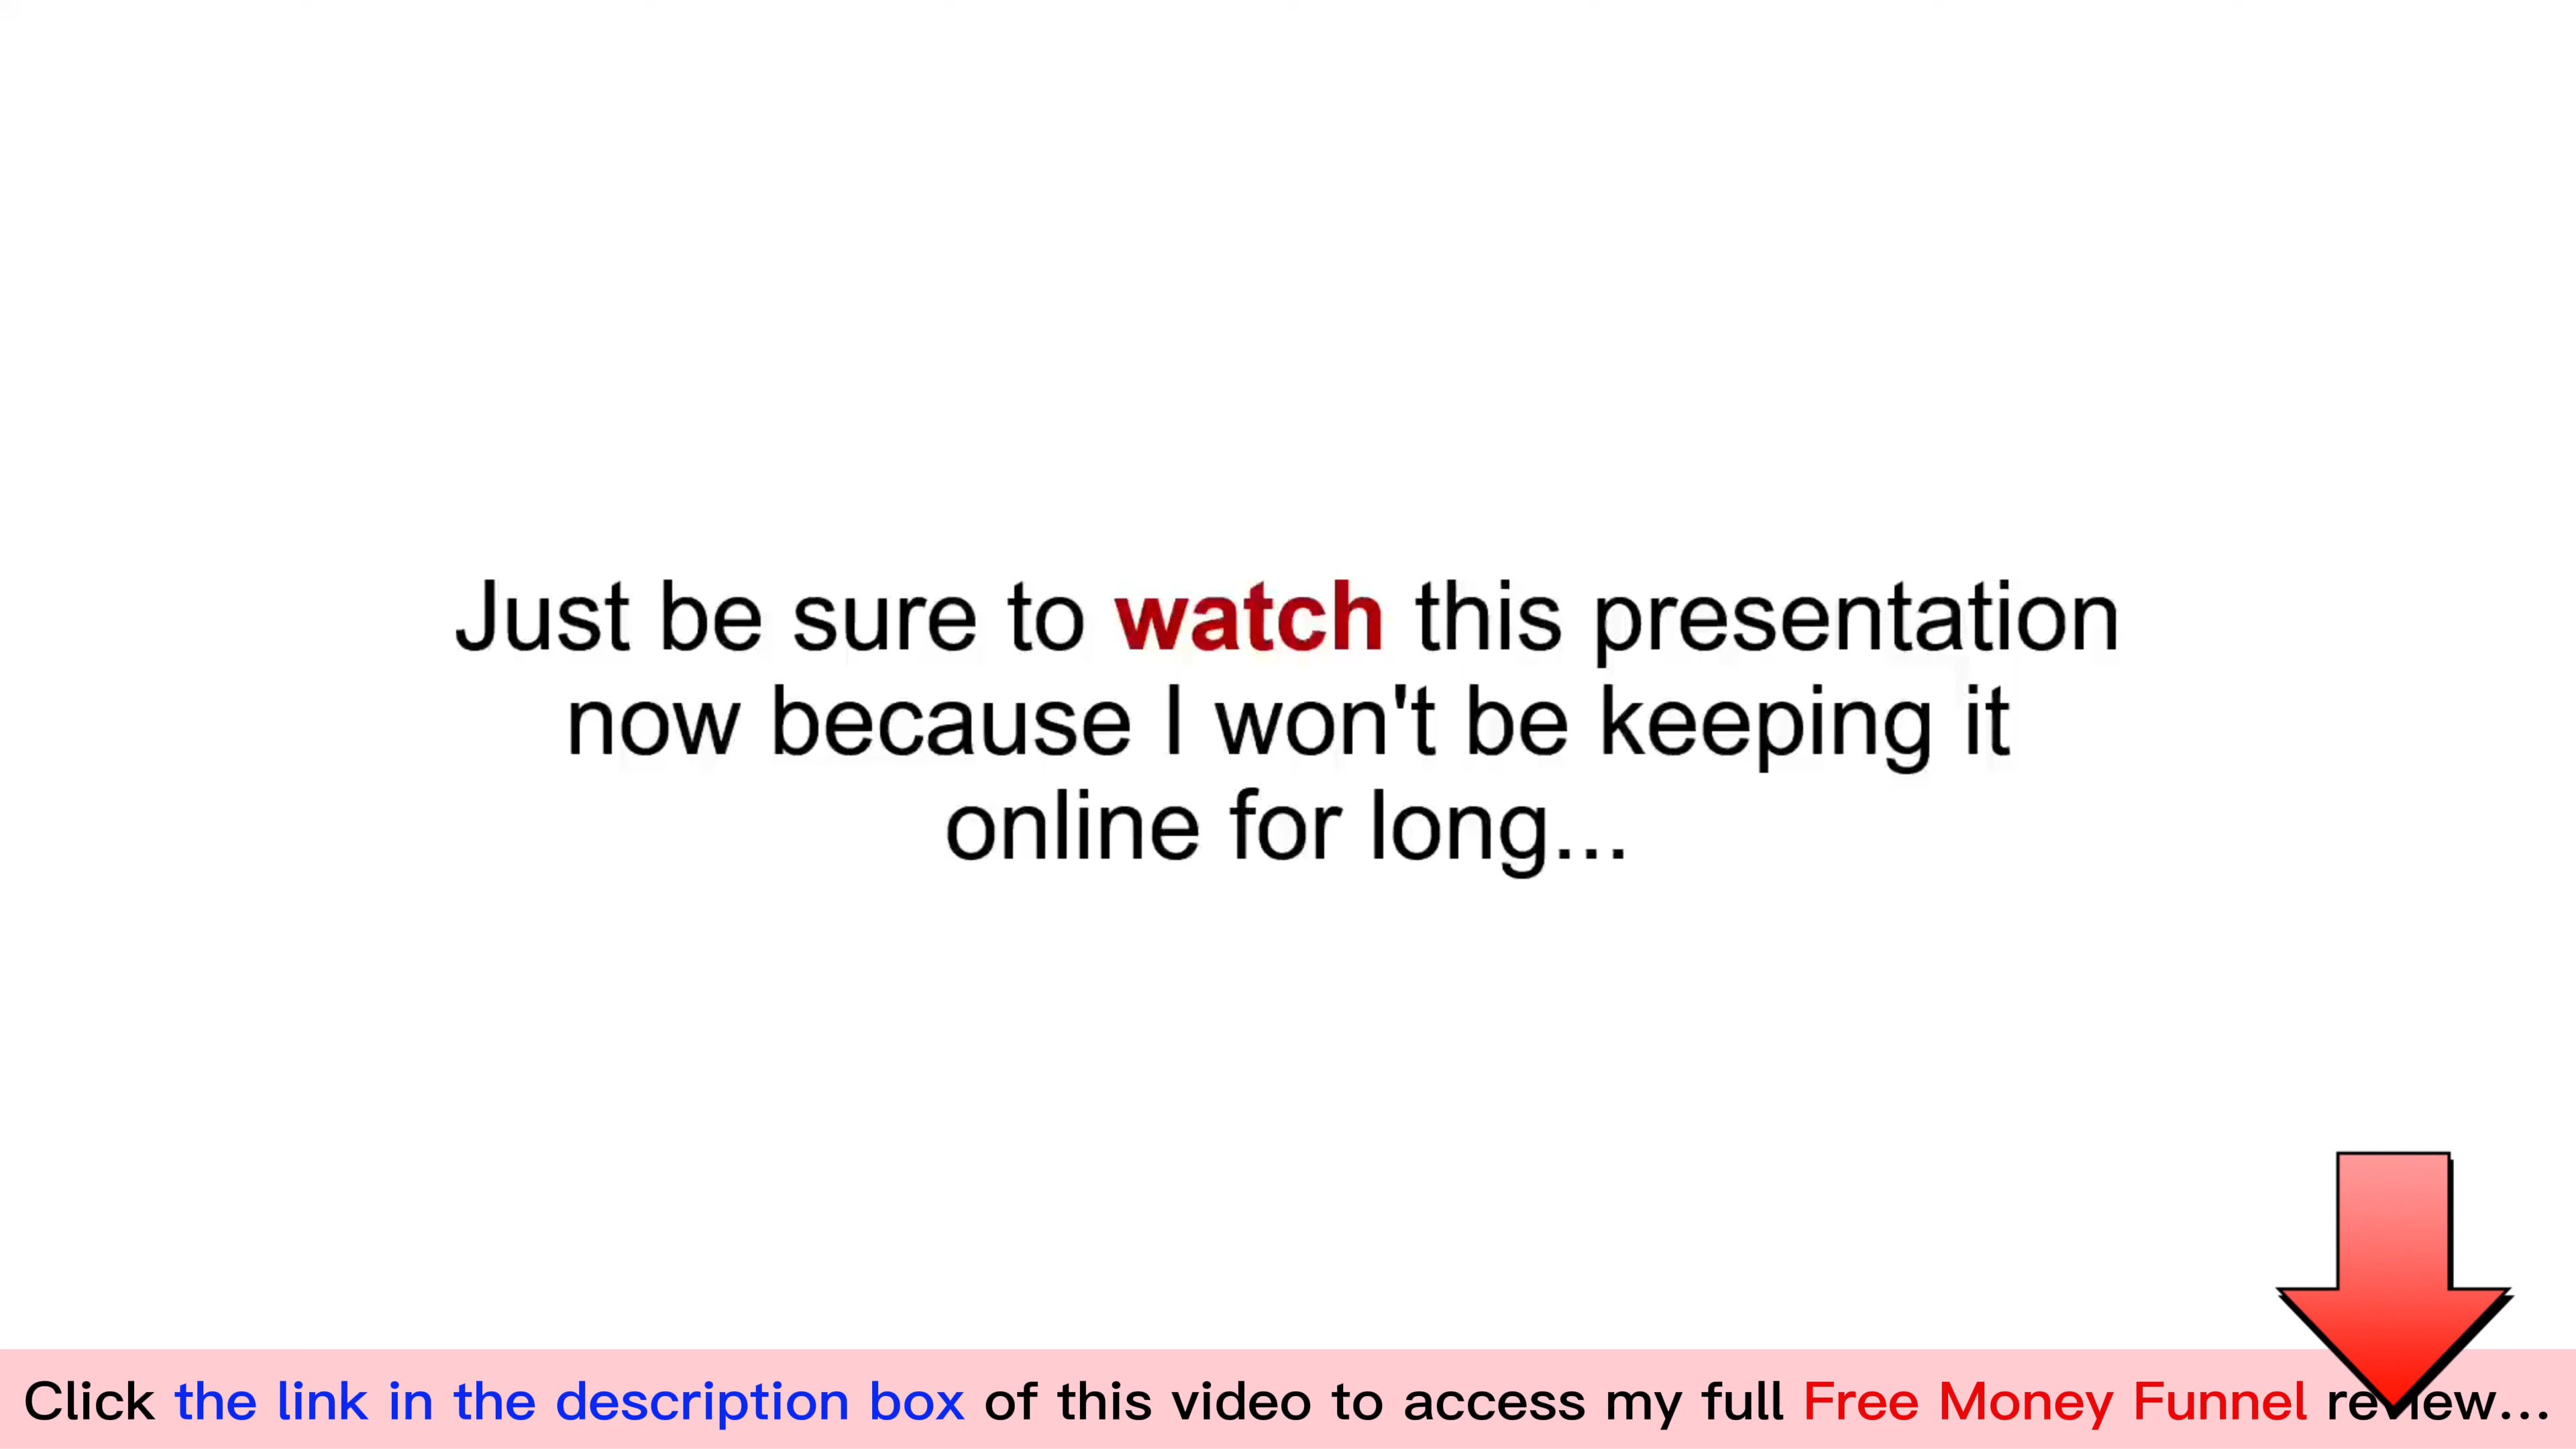 Just be sure to watch this presentation
now because I won't be keeping it
online for long...
Click the link in the description box of this video to access my full Free Money Funnel review...